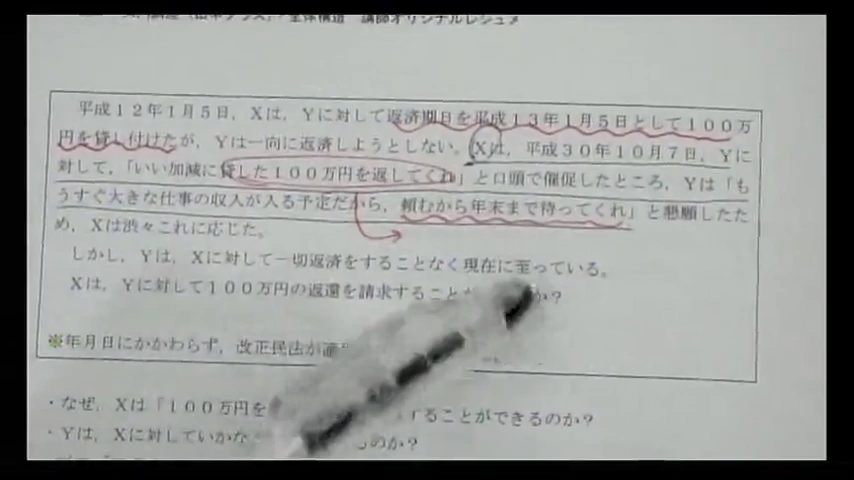 全体構造 講師オリジナルレジュメ
平成12年1月5日，Xは，Yに対して返済期日を平成13年1月5日として100万
円を貸し付けたが，Yは一向に返済しようとしない。Xは，平成30年10月7日，Yに
対して，「いい加減に貸した100万円を返してくれ」と口頭で催促したところ，Yは「も
うすぐ大きな仕事の収入が入る予定だから，頼むから年末まで待ってくれ」と懇願したた
め，Xは渋々これに応じた。
しかし，Yは，Xに対して一切返済をすることなく現在に至っている。
Xは，Yに対して100万円の返還を請求することが か？
※年月日にかかわらず，改正民法が適
・なぜ，Xは「100万円を することができるのか？
・Yは，Xに対していかな るのか？